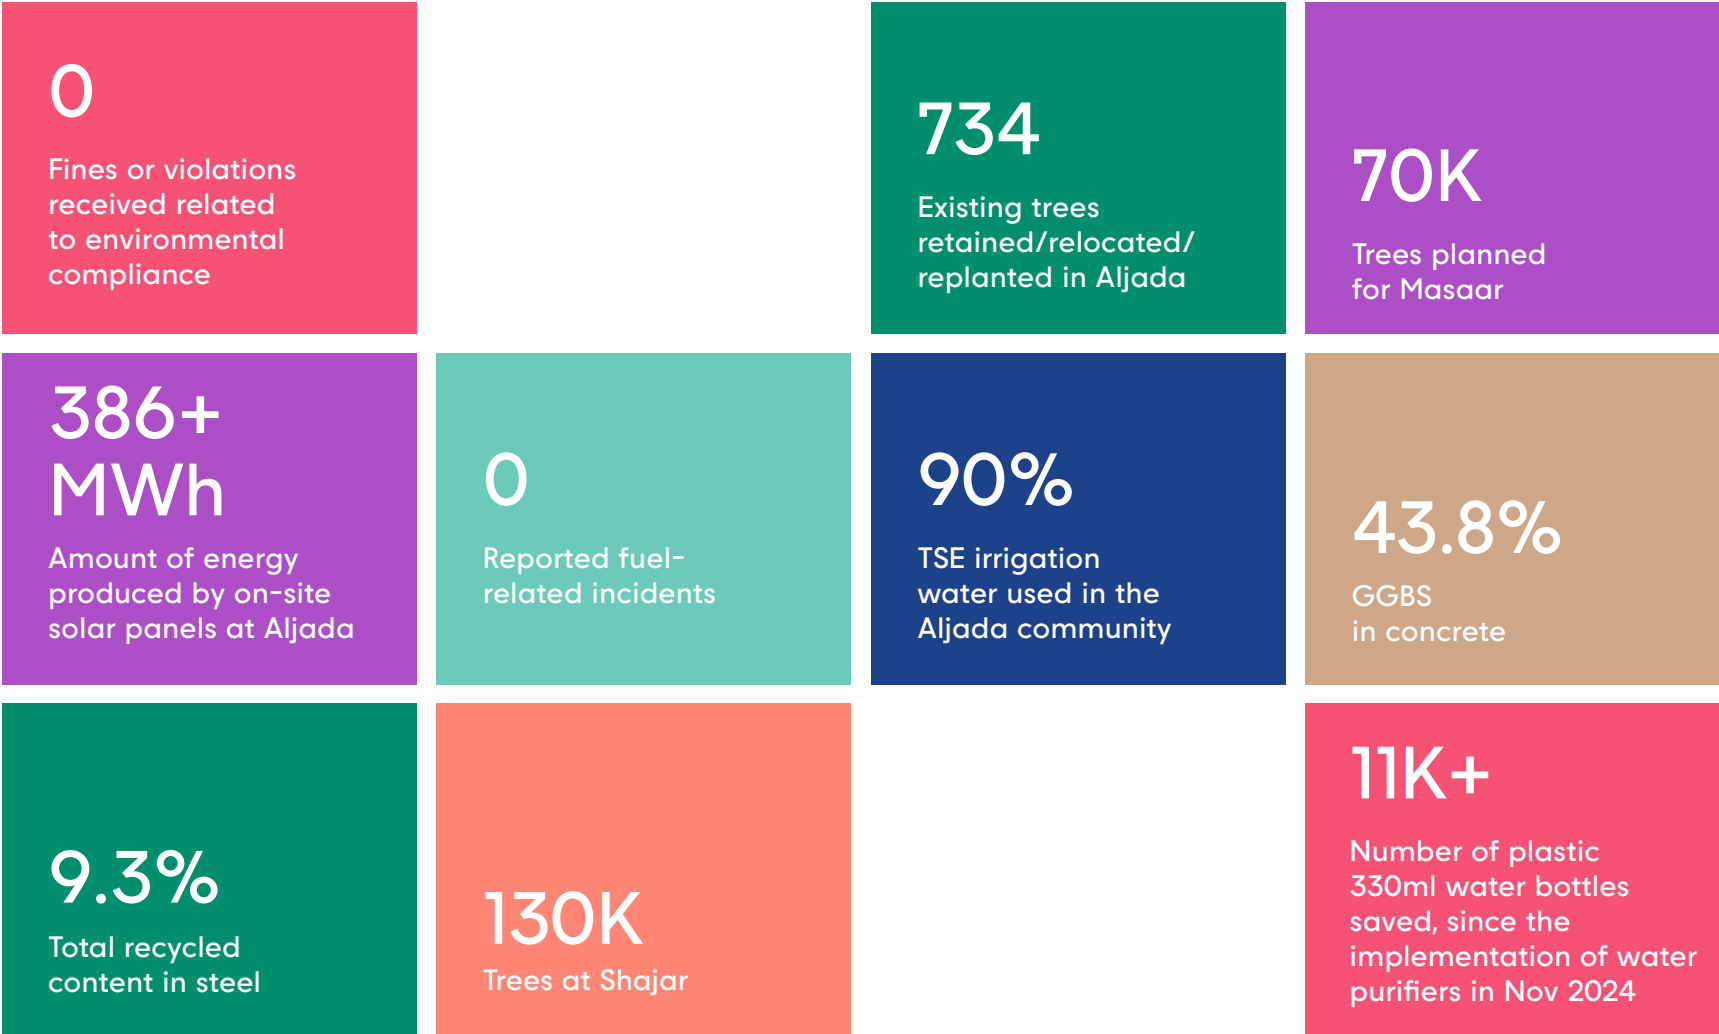 0
Fines or violations
received related
to environmental
compliance
734
Existing trees
retained/relocated/
replanted in Aljada
70K
Trees planned
for Masaar
386+
MWh
Amount of energy
produced by on-site
solar panels at Aljada
0
Reported fuel-
related incidents
90%
TSE irrigation
water used in the
Aljada community
43.8%
GGBS
in concrete
9.3%
Total recycled
content in steel
130K
Trees at Shajar
11K+
Number of plastic
330ml water bottles
saved, since the
implementation of water
purifiers in Nov 2024